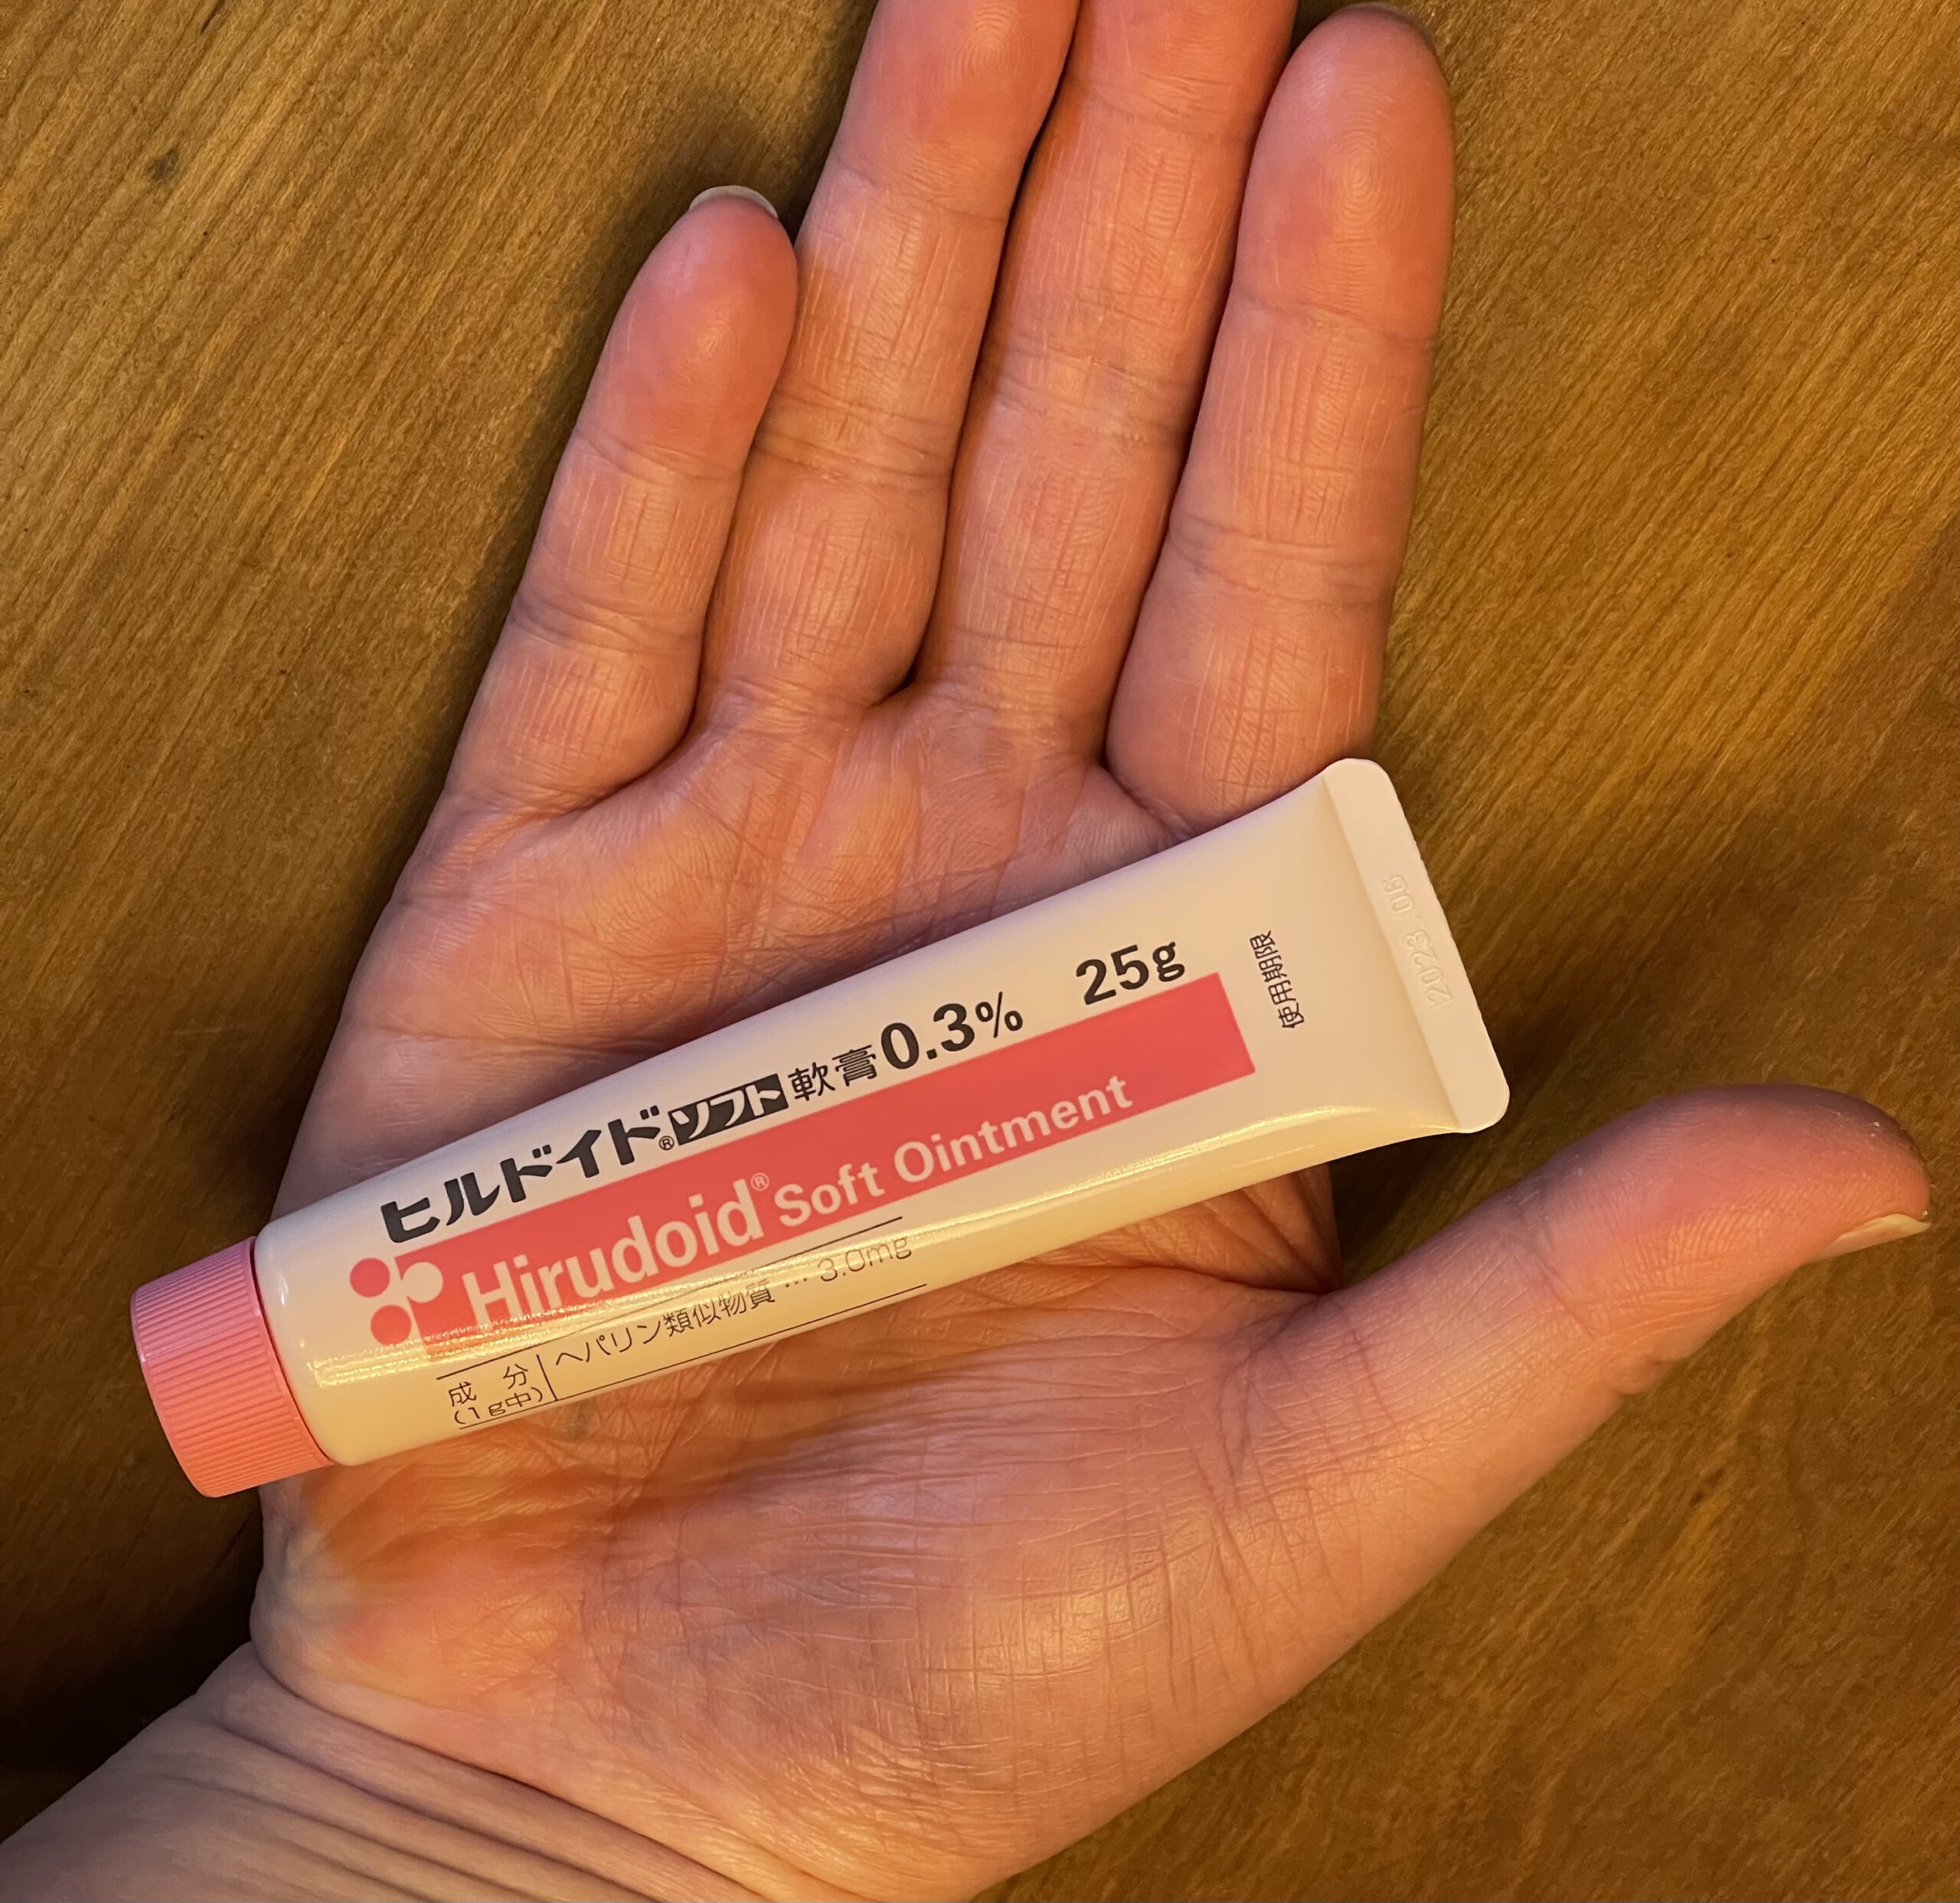 ヒルドイド®ソフト軟膏0.3% 25g
Hirudoid® Soft Ointment
成 分
(1g中)
ヘパリン類似物質 … 3.0mg
使用期限
2023.06